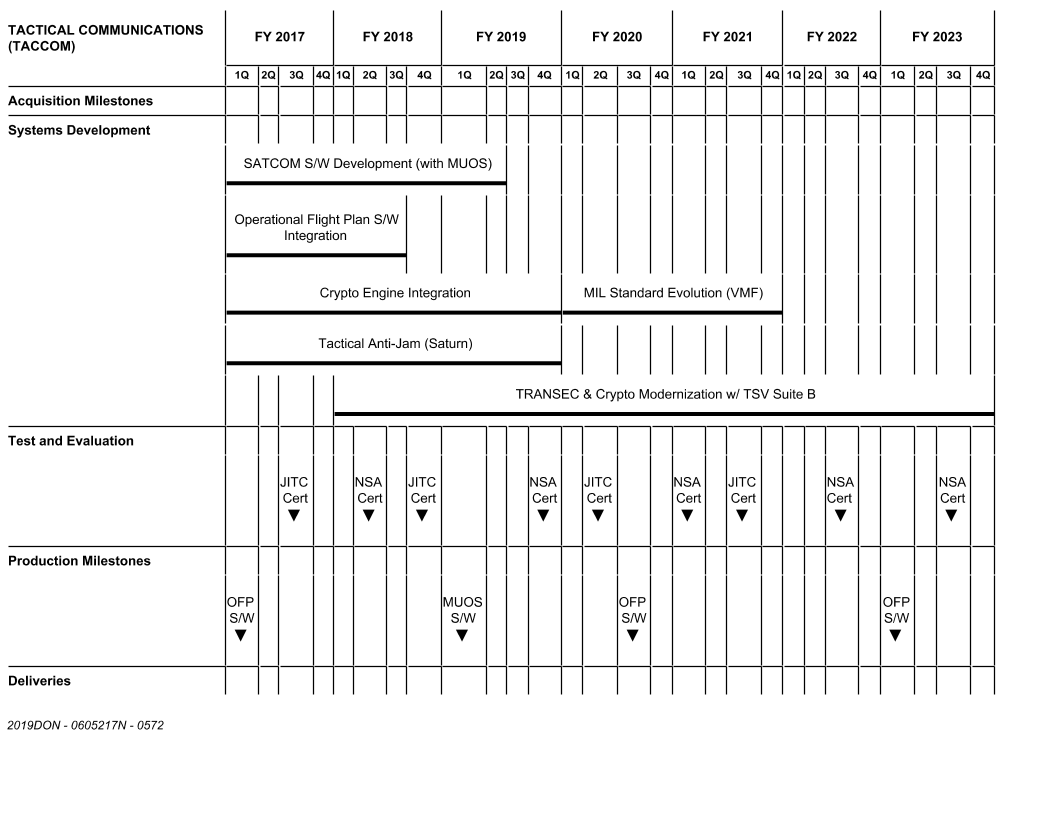 TACTICAL COMMUNICATIONS
(TACCOM)
FY 2017 FY 2018 FY 2019 FY 2020 FY 2021 FY 2022 FY 2023
1Q 2Q 3Q 4Q 1Q 2Q 3Q 4Q 1Q 2Q 3Q 4Q 1Q 2Q 3Q 4Q 1Q 2Q 3Q 4Q 1Q 2Q 3Q 4Q 1Q 2Q 3Q 4Q
Acquisition Milestones
Systems Development
SATCOM S/W Development (with MUOS)
Operational Flight Plan S/W
Integration
Crypto Engine Integration MIL Standard Evolution (VMF)
Tactical Anti-Jam (Saturn)
TRANSEC & Crypto Modernization w/ TSV Suite B
Test and Evaluation
JITC NSA JITC NSA JITC NSA JITC NSA NSA
Cert Cert Cert Cert Cert Cert Cert Cert Cert
Production Milestones
OFP MUOS OFP OFP
S/W S/W S/W S/W
Deliveries
2019DON - 0605217N - 0572